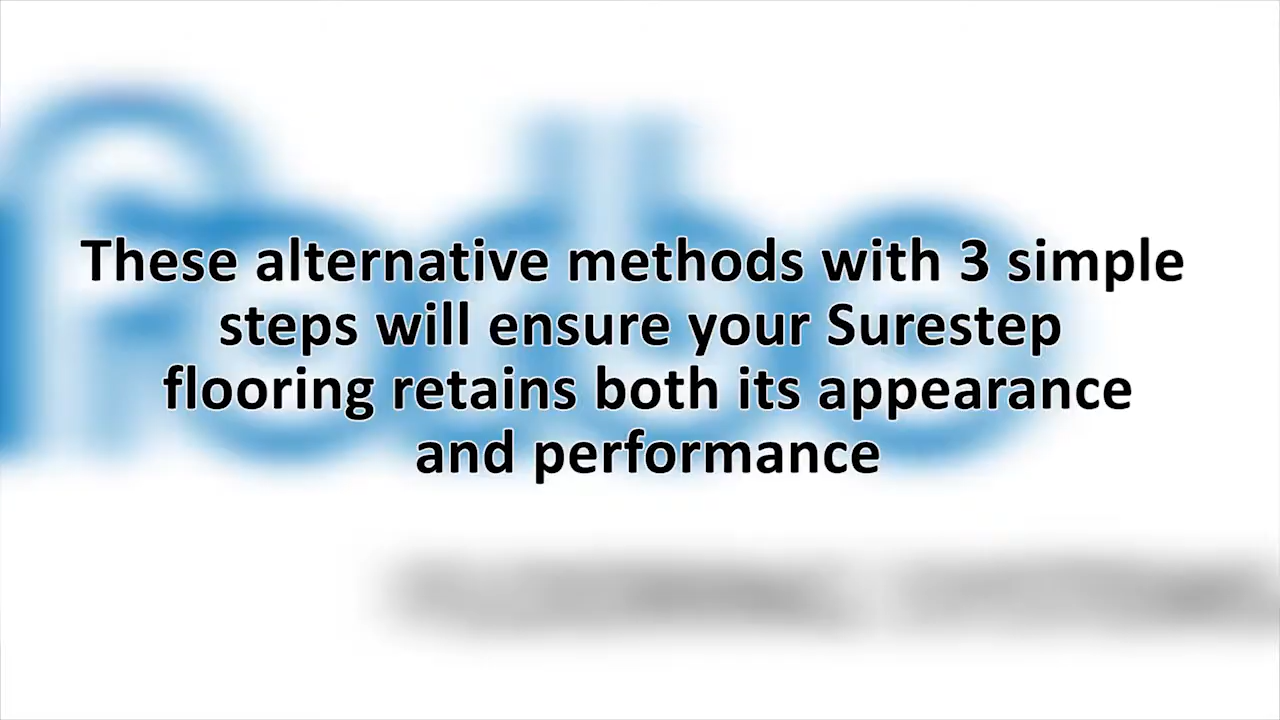 These alternative methods with 3 simple
steps will ensure your Surestep
flooring retains both its appearance
and performance